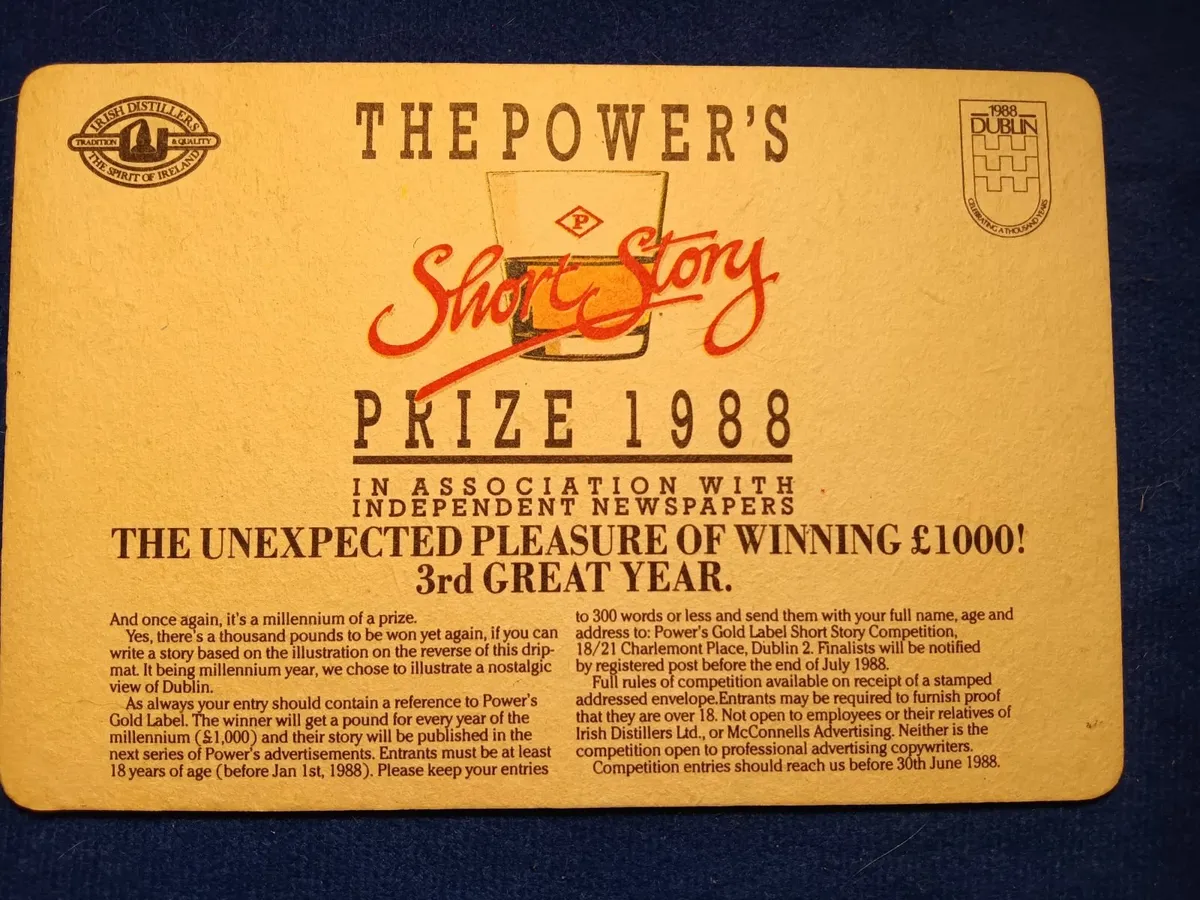 IRISH DISTILLERS
TRADITION & QUALITY
THE SPIRIT OF IRELAND
THE POWER'S
1988
DUBLIN
CELEBRATING A THOUSAND YEARS
P
Short Story
PRIZE 1988
IN ASSOCIATION WITH
INDEPENDENT NEWSPAPERS
THE UNEXPECTED PLEASURE OF WINNING £1000!
3rd GREAT YEAR.
And once again, it's a millennium of a prize.
Yes, there's a thousand pounds to be won yet again, if you can
write a story based on the illustration on the reverse of this drip-
mat. It being millennium year, we chose to illustrate a nostalgic
view of Dublin.
As always your entry should contain a reference to Power's
Gold Label. The winner will get a pound for every year of the
millennium (£1,000) and their story will be published in the
next series of Power's advertisements. Entrants must be at least
18 years of age (before Jan 1st, 1988). Please keep your entries
to 300 words or less and send them with your full name, age and
address to: Power's Gold Label Short Story Competition,
18/21 Charlemont Place, Dublin 2. Finalists will be notified
by registered post before the end of July 1988.
Full rules of competition available on receipt of a stamped
addressed envelope.Entrants may be required to furnish proof
that they are over 18. Not open to employees or their relatives of
Irish Distillers Ltd., or McConnells Advertising. Neither is the
competition open to professional advertising copywriters.
Competition entries should reach us before 30th June 1988.